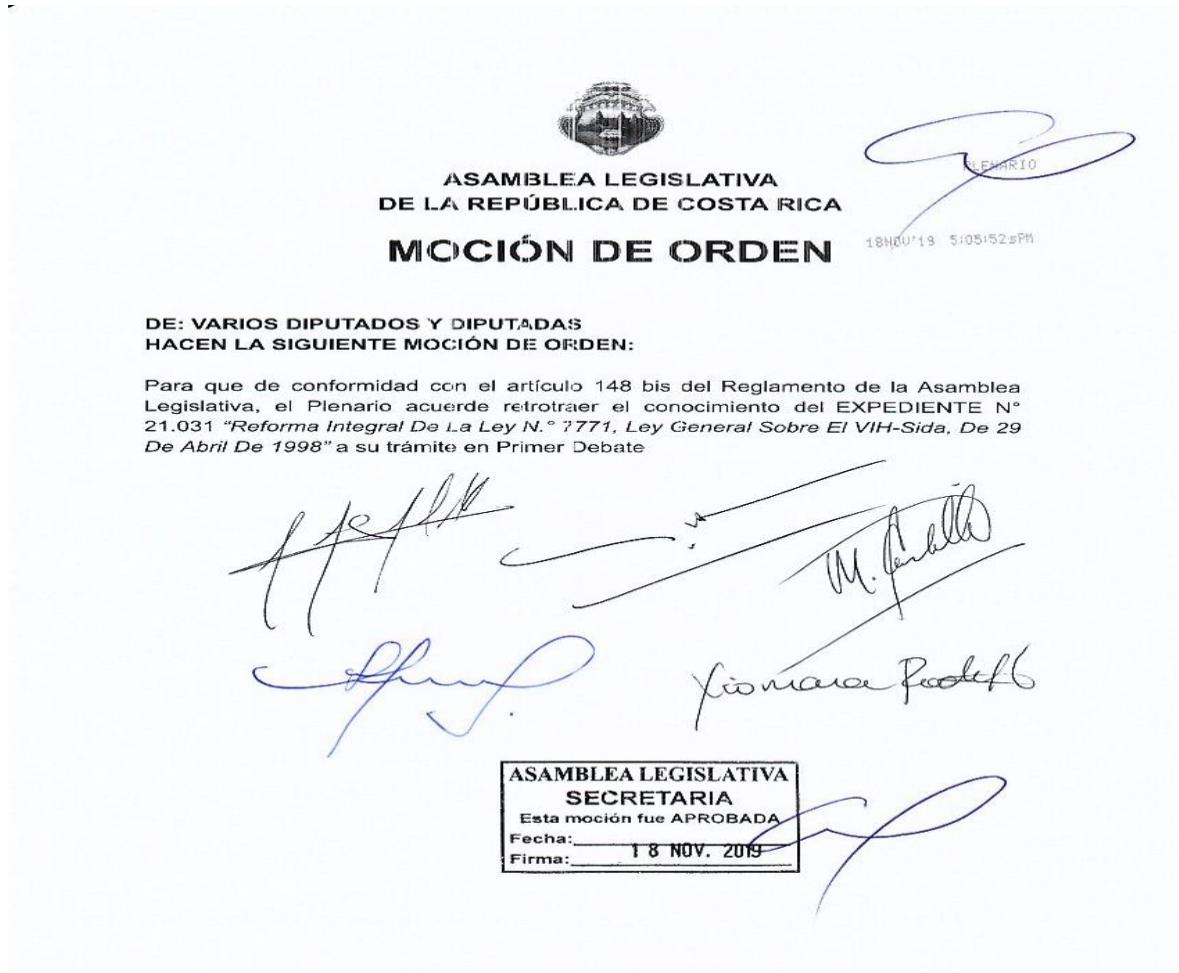 PLENARIO
ASAMBLEA LEGISLATIVA
DE LA REPÚBLICA DE COSTA RICA
18NOV'19 5:05:52sPM
MOCIÓN DE ORDEN
DE: VARIOS DIPUTADOS Y DIPUTADAS
HACEN LA SIGUIENTE MOCIÓN DE ORDEN:
Para que de conformidad con el artículo 148 bis del Reglamento de la Asamblea
Legislativa, el Plenario acuerde retrotraer el conocimiento del EXPEDIENTE N°
21.031 "Reforma Integral De La Ley N.° 7771, Ley General Sobre El VIH-Sida, De 29
De Abril De 1998" a su trámite en Primer Debate
M.
Xiomara
ASAMBLEA LEGISLATIVA
SECRETARIA
Esta moción fue APROBADA
Fecha:
18 NOV. 2019
Firma: